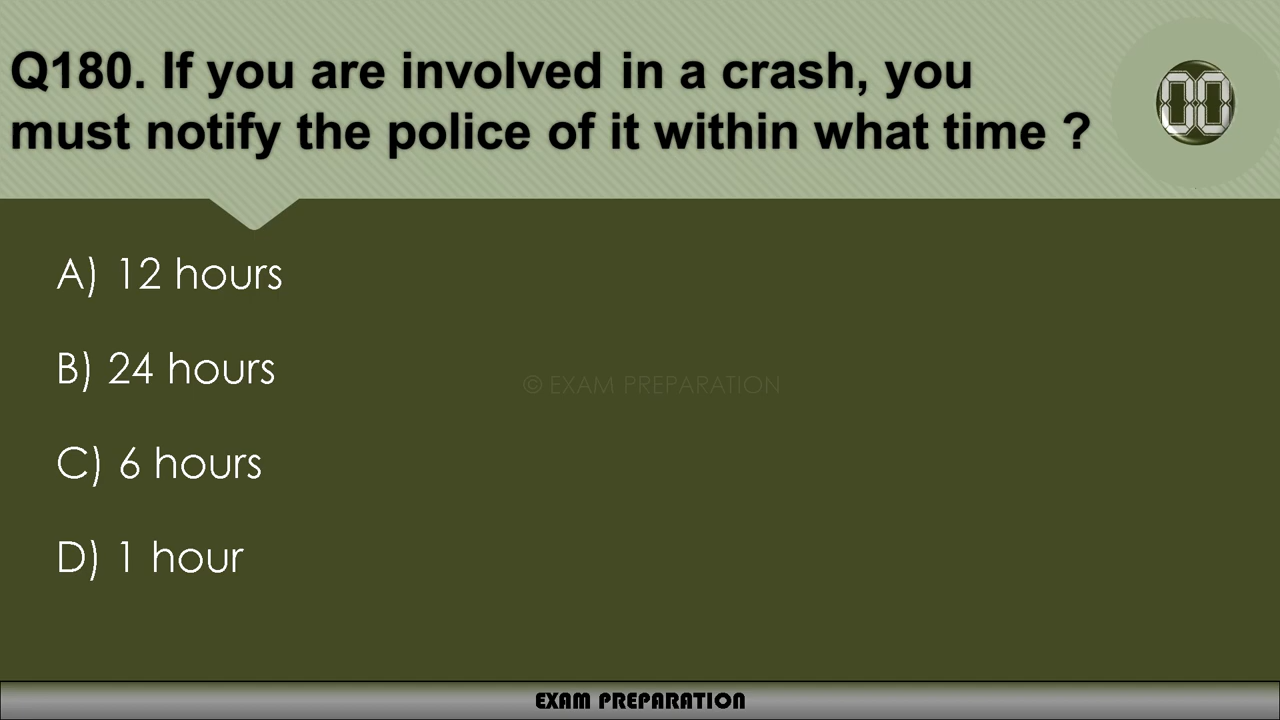 Q180. If you are involved in a crash, you
must notify the police of it within what time ?
00
A) 12 hours
B) 24 hours
© EXAM PREPARATION
C) 6 hours
D) 1 hour
EXAM PREPARATION